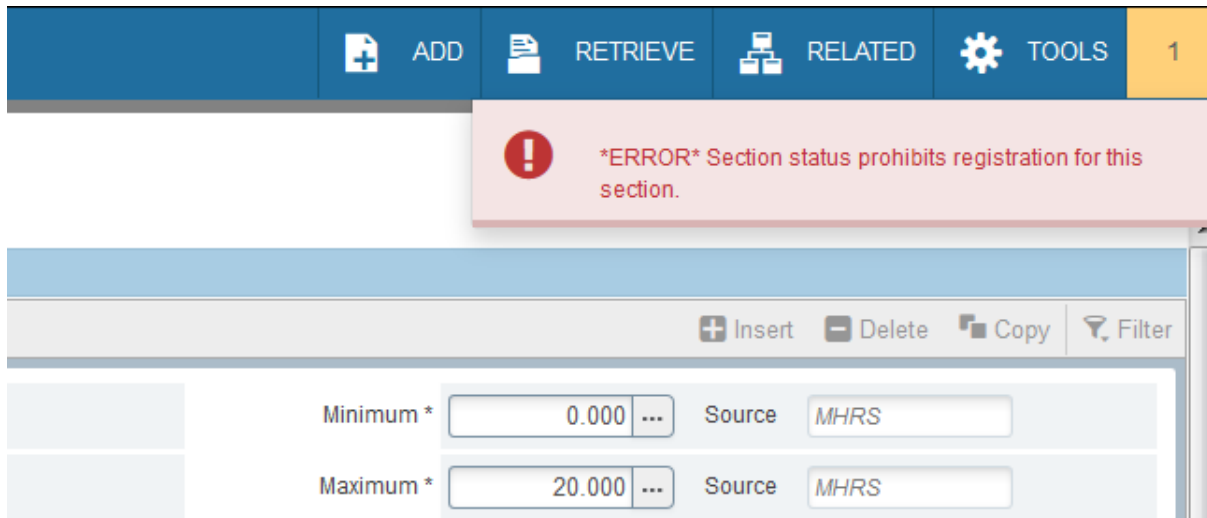 ADD RETRIEVE RELATED TOOLS 1
*ERROR* Section status prohibits registration for this
section.
Insert Delete Copy Filter
Minimum * 0.000 ... Source MHRS
Maximum * 20.000 ... Source MHRS